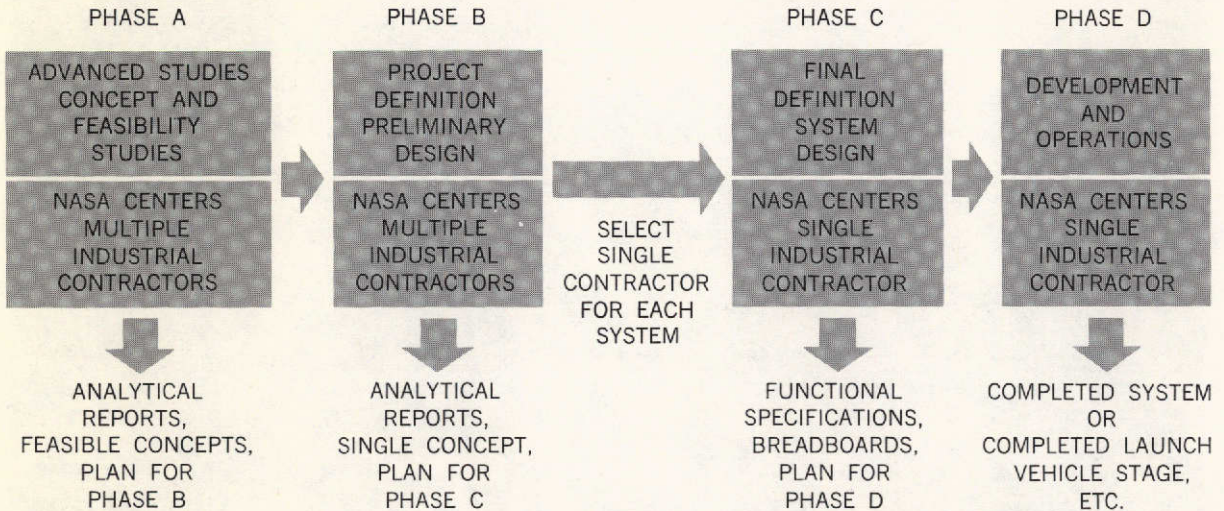 PHASE A
ADVANCED STUDIES
CONCEPT AND
FEASIBILITY
STUDIES
NASA CENTERS
MULTIPLE
INDUSTRIAL
CONTRACTORS
ANALYTICAL
REPORTS,
FEASIBLE CONCEPTS,
PLAN FOR
PHASE B
PHASE B
PROJECT
DEFINITION
PRELIMINARY
DESIGN
NASA CENTERS
MULTIPLE
INDUSTRIAL
CONTRACTORS
ANALYTICAL
REPORTS,
SINGLE CONCEPT,
PLAN FOR
PHASE C
SELECT
SINGLE
CONTRACTOR
FOR EACH
SYSTEM
PHASE C
FINAL
DEFINITION
SYSTEM
DESIGN
NASA CENTERS
SINGLE
INDUSTRIAL
CONTRACTOR
FUNCTIONAL
SPECIFICATIONS,
BREADBOARDS,
PLAN FOR
PHASE D
PHASE D
DEVELOPMENT
AND
OPERATIONS
NASA CENTERS
SINGLE
INDUSTRIAL
CONTRACTOR
COMPLETED SYSTEM
OR
COMPLETED LAUNCH
VEHICLE STAGE,
ETC.